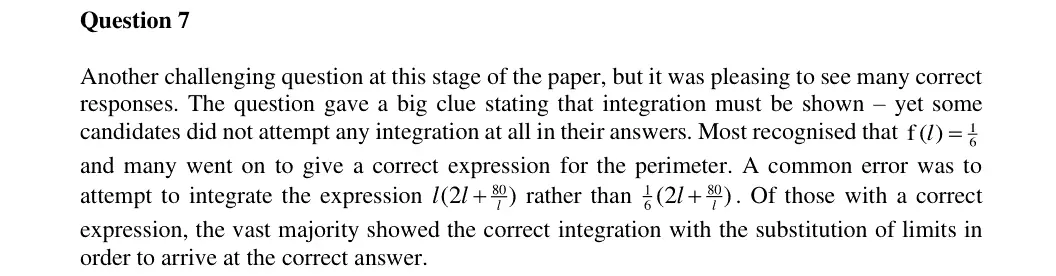 Question 7
Another challenging question at this stage of the paper, but it was pleasing to see many correct
responses. The question gave a big clue stating that integration must be shown – yet some
candidates did not attempt any integration at all in their answers. Most recognised that f(l) = 1/6
and many went on to give a correct expression for the perimeter. A common error was to
attempt to integrate the expression l(2l + 80/l) rather than 1/6(2l + 80/l). Of those with a correct
expression, the vast majority showed the correct integration with the substitution of limits in
order to arrive at the correct answer.